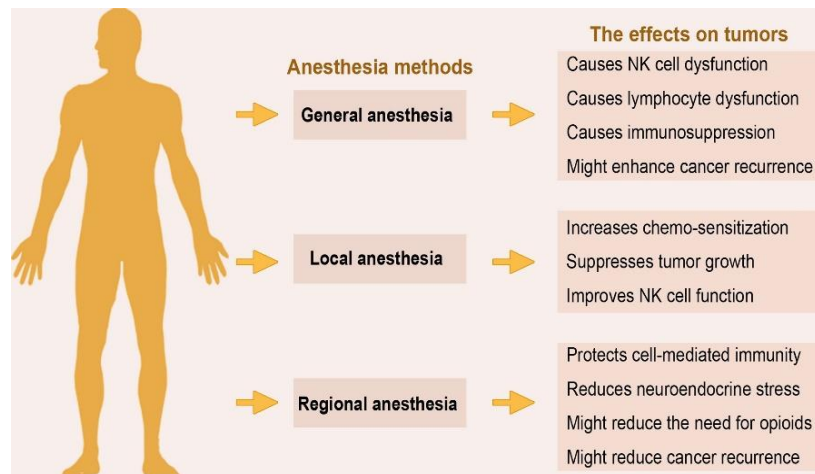 The effects on tumors
Anesthesia methods
General anesthesia
Causes NK cell dysfunction
Causes lymphocyte dysfunction
Causes immunosuppression
Might enhance cancer recurrence
Local anesthesia
Increases chemo-sensitization
Suppresses tumor growth
Improves NK cell function
Regional anesthesia
Protects cell-mediated immunity
Reduces neuroendocrine stress
Might reduce the need for opioids
Might reduce cancer recurrence